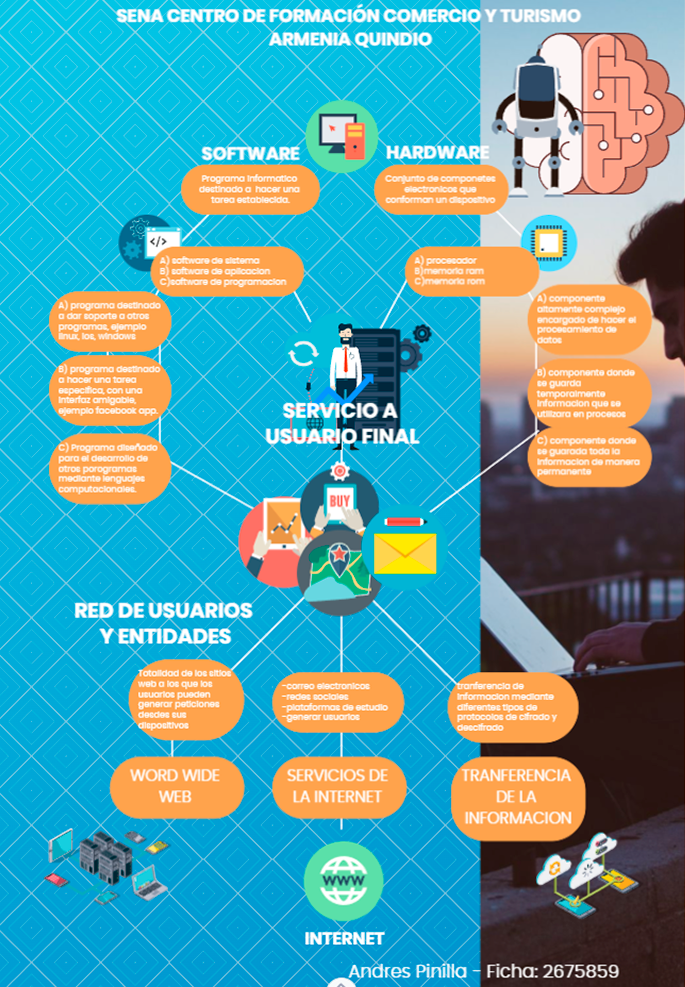 SENA CENTRO DE FORMACIÓN COMERCIO Y TURISMO
ARMENIA QUINDIO
SOFTWARE
HARDWARE
Programa informatico
destinado a hacer una
tarea establecida.
Conjunto de componetes
electronicos que
conforman un dispositivo
</>
A) software de sistema
B) software de aplicacion
C)software de programacion
A) procesador
B)memoria ram
C)memoria ram
A) programa destinado
a dar soporte a otros
programas, ejemplo
linux, ios, windows
A) componente
altamente complejo
encargada de hacer el
procesamiento de
datos
B) programa destinado
a hacer una tarea
especifica, con una
interfaz amigable,
ejemplo facebook app.
B) componente donde
se guarda
temporalmente
informacion que se
utilizara en procesos
C) Programa diseñado
para el desarrollo de
otros porogramas
mediante lenguajes
computacionales.
C) componente donde
se guarada toda la
informacion de manera
permanente
SERVICIO A
USUARIO FINAL
BUY
RED DE USUARIOS
Y ENTIDADES
Totalidad de los sitios
web a los que los
usuarios pueden
generar peticiones
desdes sus
dispositivos
-correo electronicos
-redes sociales
-plataformas de estudio
-generar usuarios
tranferencia de
informacion mediante
diferentes tipos de
protocolos de cifrado y
descifrado
WORD WIDE
WEB
SERVICIOS DE
LA INTERNET
TRANFERENCIA
DE LA
INFORMACION
WWW
INTERNET
Andres Pinilla - Ficha: 2675859